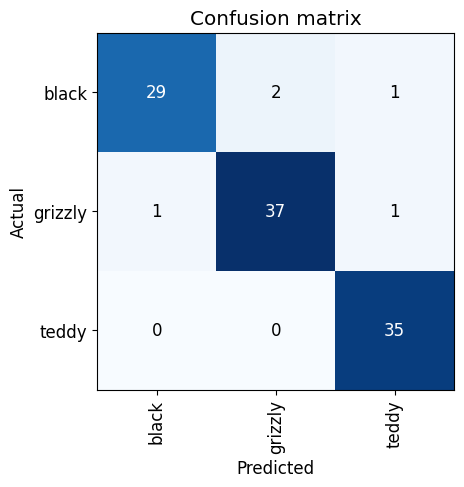 Confusion matrix
black 29 2 1
grizzly 1 37 1
teddy 0 0 35
Actual
black grizzly teddy
Predicted